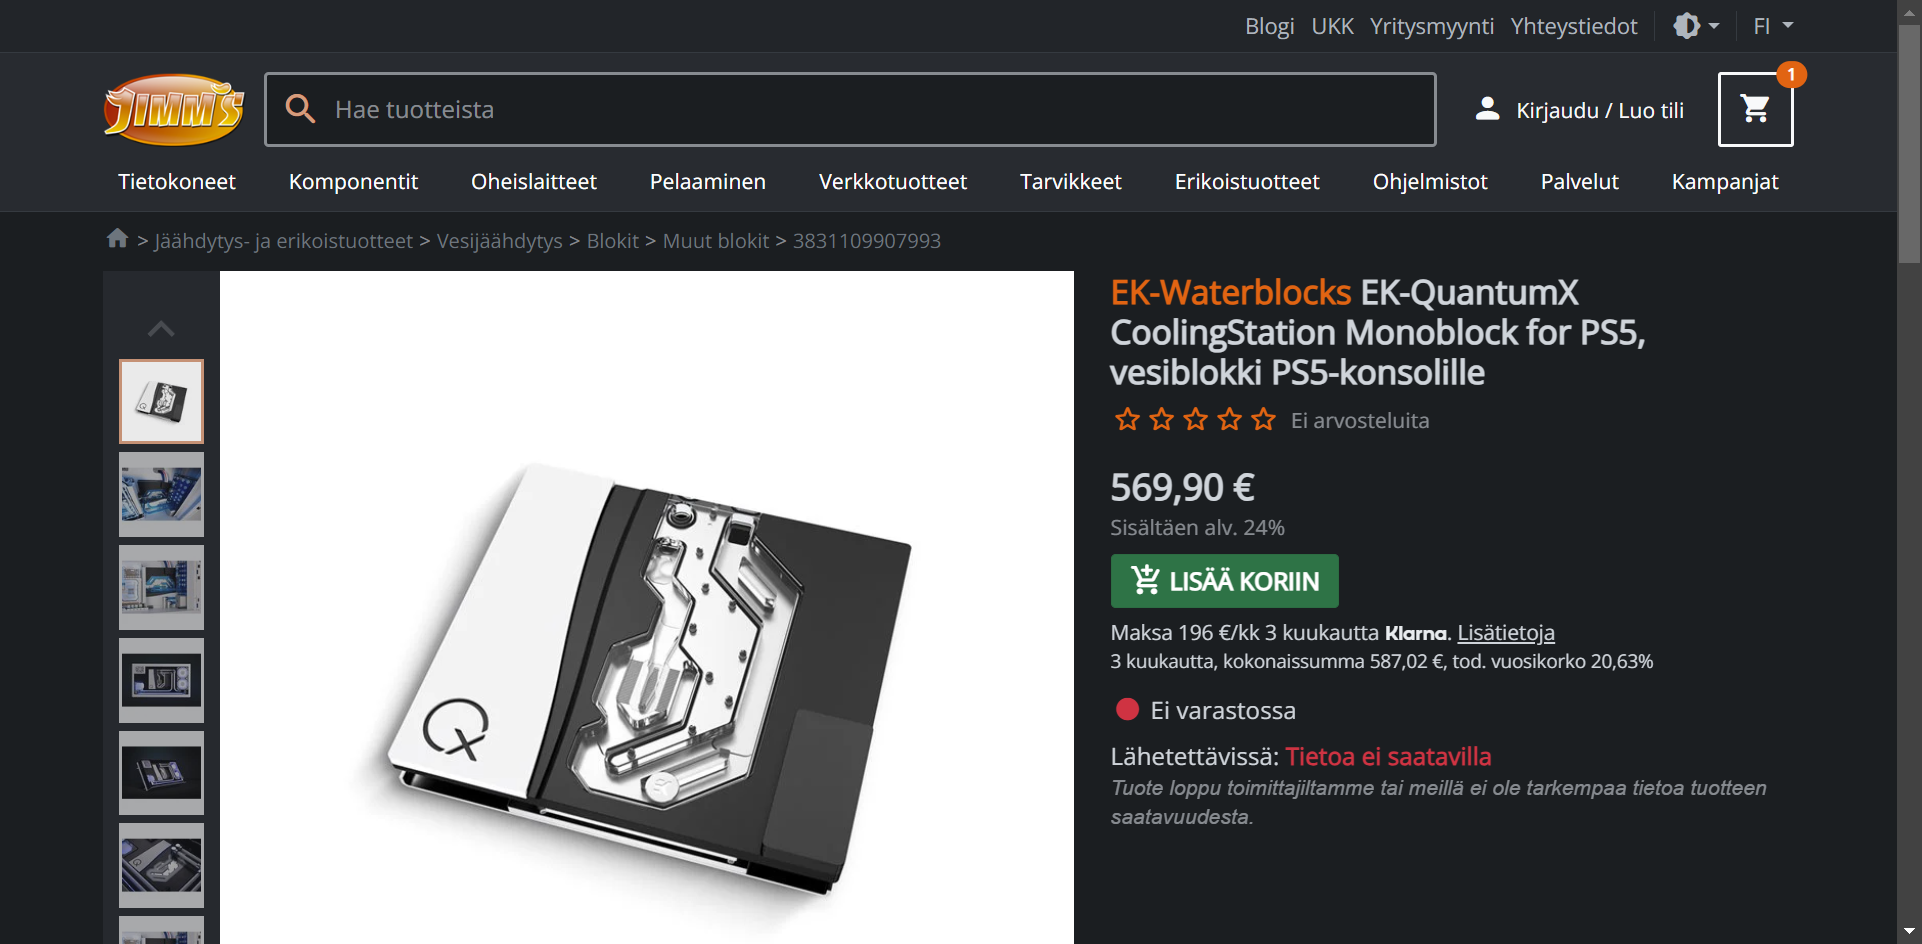 Blogi UKK Yritysmyynti Yhteystiedot FI
JIMM'S
Hae tuotteista
Kirjaudu / Luo tili
1
Tietokoneet Komponentit Oheislaitteet Pelaaminen Verkkotuotteet Tarvikkeet Erikoistuotteet Ohjelmistot Palvelut Kampanjat
> Jäähdytys- ja erikoistuotteet > Vesijäähdytys > Blokit > Muut blokit > 3831109907993
EK-Waterblocks EK-QuantumX
CoolingStation Monoblock for PS5,
vesiblokki PS5-konsolille
Ei arvosteluita
569,90 €
Sisältäen alv. 24%
LISÄÄ KORIIN
Maksa 196 €/kk 3 kuukautta Klarna. Lisätietoja
3 kuukautta, kokonaissumma 587,02 €, tod. vuosikorko 20,63%
Ei varastossa
Lähetettävissä: Tietoa ei saatavilla
Tuote loppu toimittajiltamme tai meillä ei ole tarkempaa tietoa tuotteen
saatavuudesta.
Qx